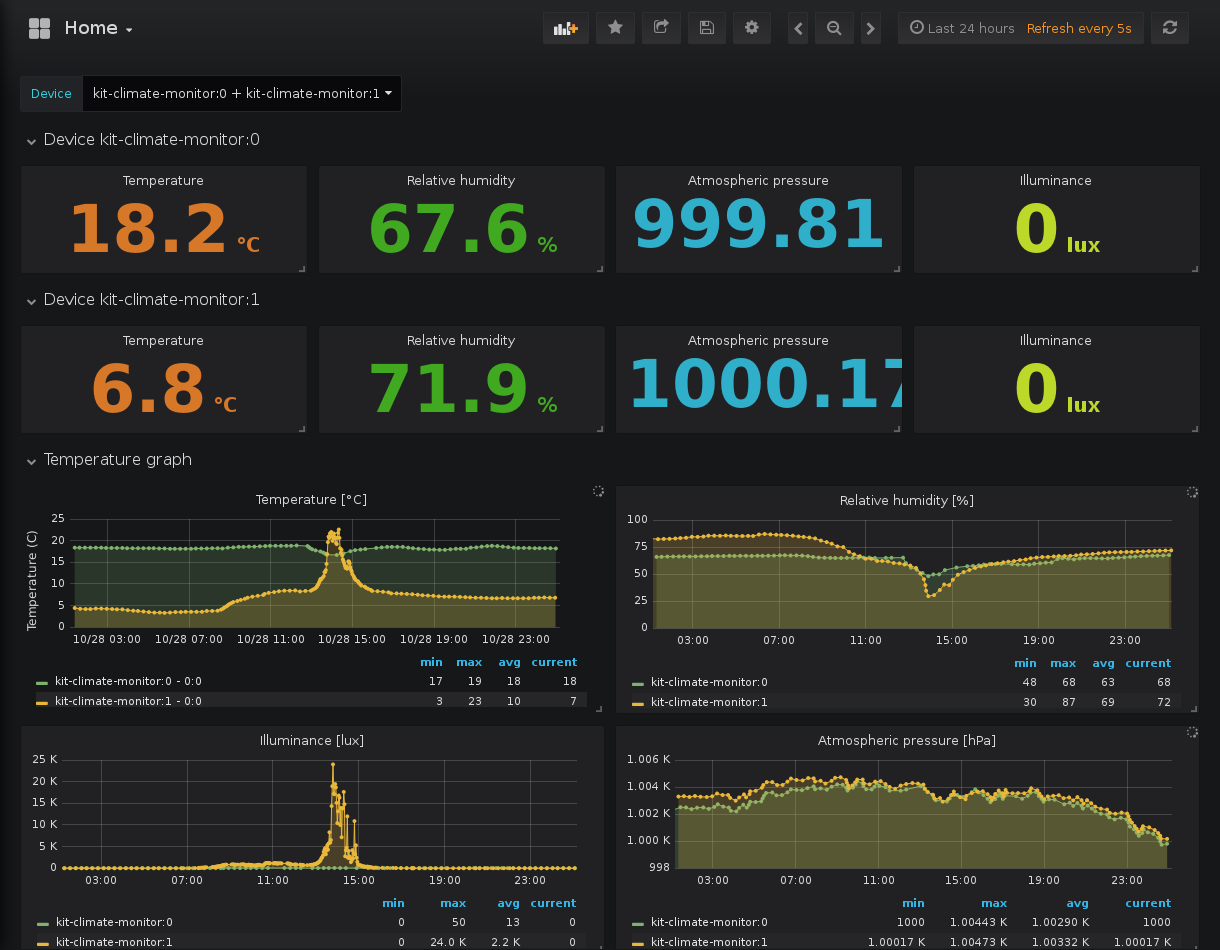 Home
Last 24 hours Refresh every 5s
Device kit-climate-monitor:0 + kit-climate-monitor:1
Device kit-climate-monitor:0
Temperature Relative humidity Atmospheric pressure Illuminance
18.2 °C 67.6 % 999.81 0 lux
Device kit-climate-monitor:1
Temperature Relative humidity Atmospheric pressure Illuminance
6.8 °C 71.9 % 1000.17 0 lux
Temperature graph
Temperature [°C]
Temperature (C)
25
20
15
10
5
0
10/28 03:00 10/28 07:00 10/28 11:00 10/28 15:00 10/28 19:00 10/28 23:00
min max avg current
kit-climate-monitor:0 - 0:0 17 19 18 18
kit-climate-monitor:1 - 0:0 3 23 10 7
Relative humidity [%]
100
75
50
25
0
03:00 07:00 11:00 15:00 19:00 23:00
min max avg current
kit-climate-monitor:0 48 68 63 68
kit-climate-monitor:1 30 87 69 72
Illuminance [lux]
25 K
20 K
15 K
10 K
5 K
0
03:00 07:00 11:00 15:00 19:00 23:00
min max avg current
kit-climate-monitor:0 0 50 13 0
kit-climate-monitor:1 0 24.0 K 2.2 K 0
Atmospheric pressure [hPa]
1.006 K
1.004 K
1.002 K
1.000 K
998
03:00 07:00 11:00 15:00 19:00 23:00
min max avg current
kit-climate-monitor:0 1000 1.00443 K 1.00290 K 1000
kit-climate-monitor:1 1.00017 K 1.00473 K 1.00332 K 1.00017 K